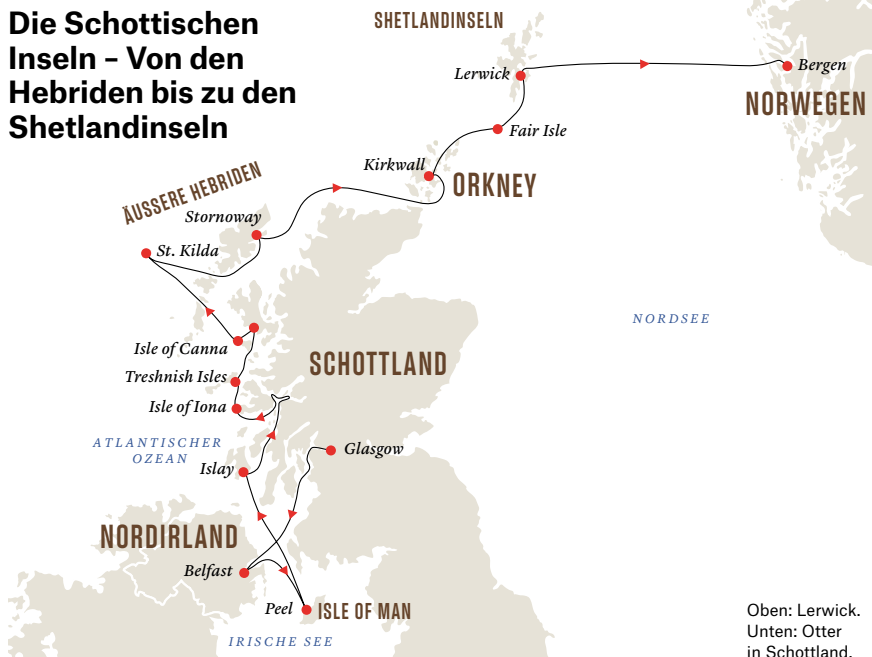 Die Schottischen
Inseln – Von den
Hebriden bis zu den
Shetlandinseln
SHETLANDINSELN
Lerwick
Bergen
NORWEGEN
Fair Isle
Kirkwall
ORKNEY
ÄUSSERE HEBRIDEN
Stornoway
St. Kilda
NORDSEE
Isle of Canna
SCHOTTLAND
Treshnish Isles
Isle of Iona
ATLANTISCHER
OZEAN
Glasgow
Islay
NORDIRLAND
Belfast
Peel
ISLE OF MAN
IRISCHE SEE
Oben: Lerwick.
Unten: Otter
in Schottland.